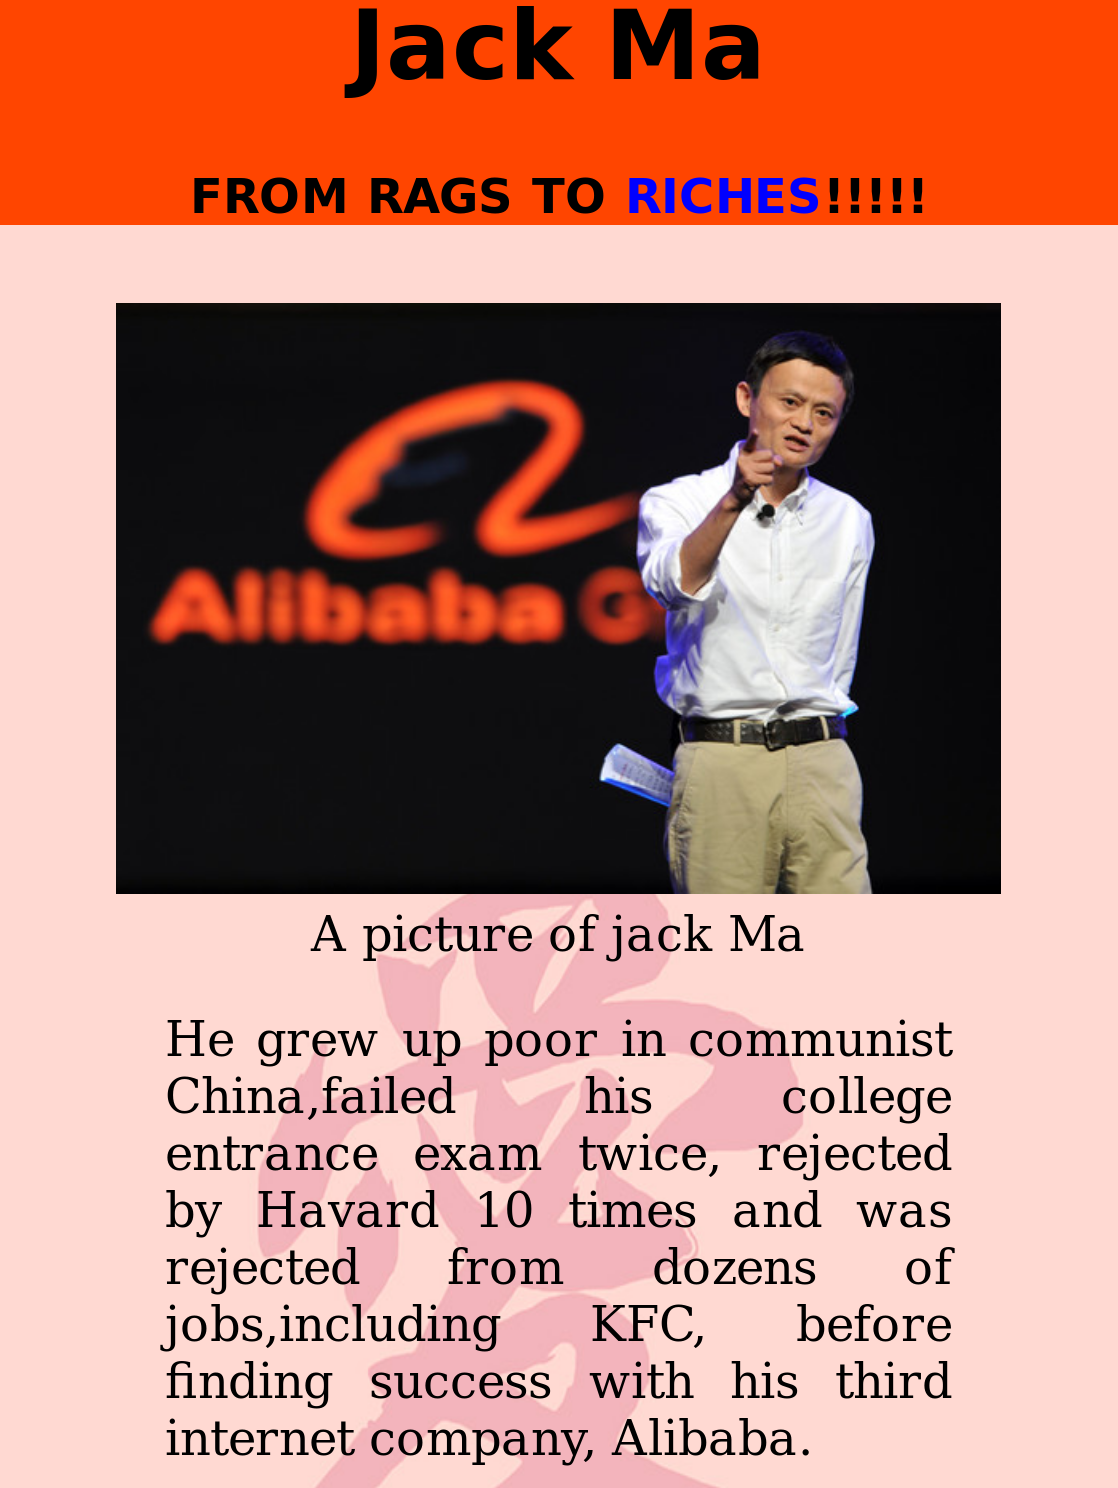 Jack Ma
FROM RAGS TO RICHES!!!!!
Alibaba G
A picture of jack Ma
He grew up poor in communist
China,failed his college
entrance exam twice, rejected
by Havard 10 times and was
rejected from dozens of
jobs,including KFC, before
finding success with his third
internet company, Alibaba.